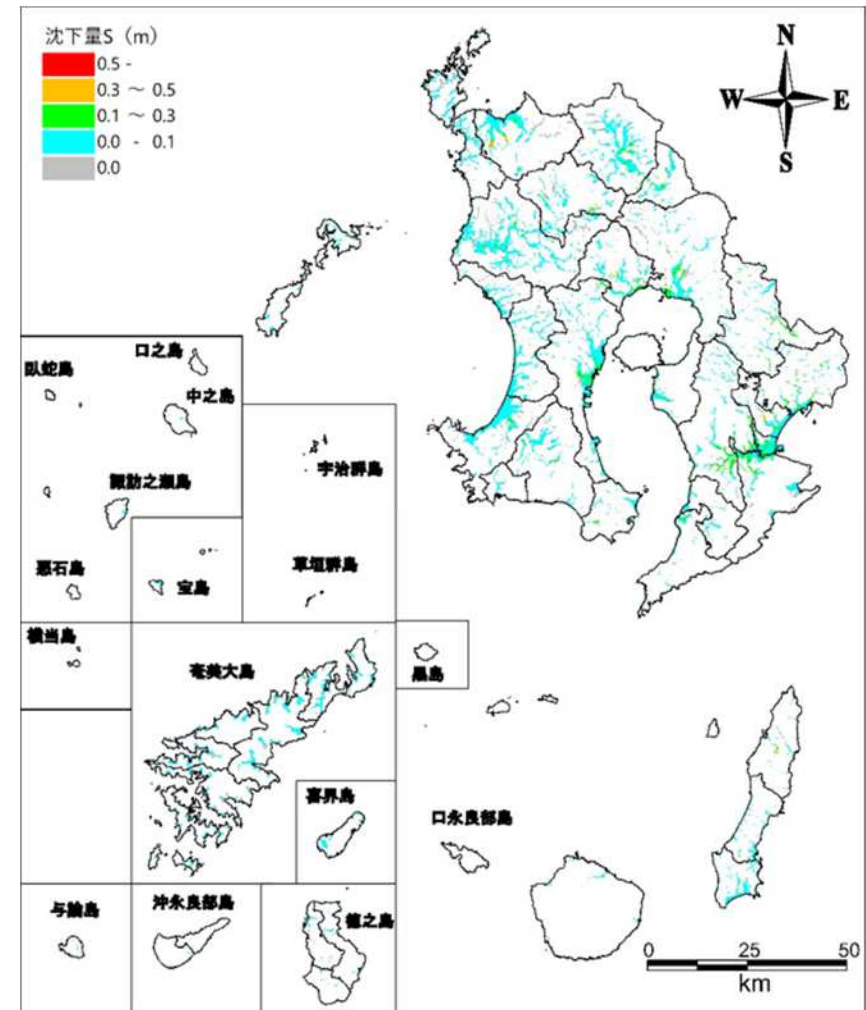 沈下量S（m）
0.5 -
0.3 ～ 0.5
0.1 ～ 0.3
0.0 - 0.1
0.0
N
W E
S
口之島
臥蛇島
中之島
諏訪之瀬島
宇治群島
悪石島
宝島
草垣群島
横当島
奄美大島
黒島
喜界島
口永良部島
与論島
沖永良部島
徳之島
0 25 50
km